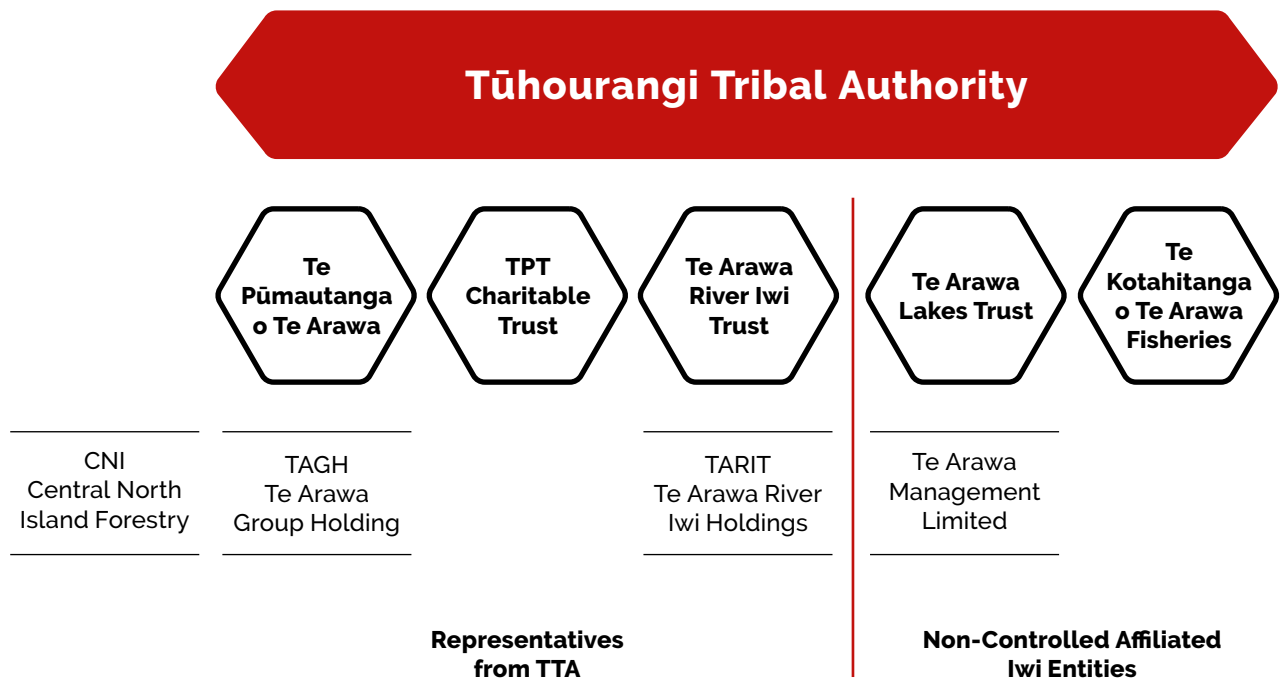 Tūhourangi Tribal Authority
Te
Pūmautanga
o Te Arawa
TPT
Charitable
Trust
Te Arawa
River Iwi
Trust
Te Arawa
Lakes Trust
Te
Kotahitanga
o Te Arawa
Fisheries
CNI
Central North
Island Forestry
TAGH
Te Arawa
Group Holding
TARIT
Te Arawa River
Iwi Holdings
Te Arawa
Management
Limited
Representatives
from TTA
Non-Controlled Affiliated
Iwi Entities